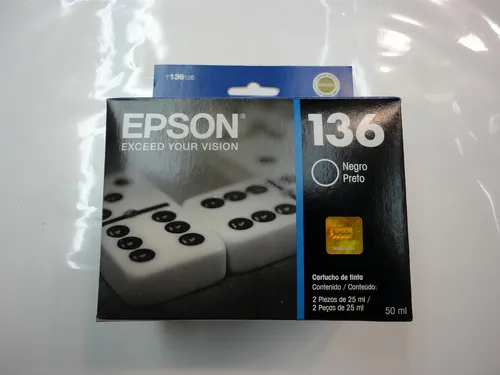 T136126
EPSON®
EXCEED YOUR VISION
136
Negro
Preto
EPSON
Cartucho de tinta
Contenido / Conteúdo:
2 Piezas de 25 ml /
2 Peças de 25 ml
50 ml